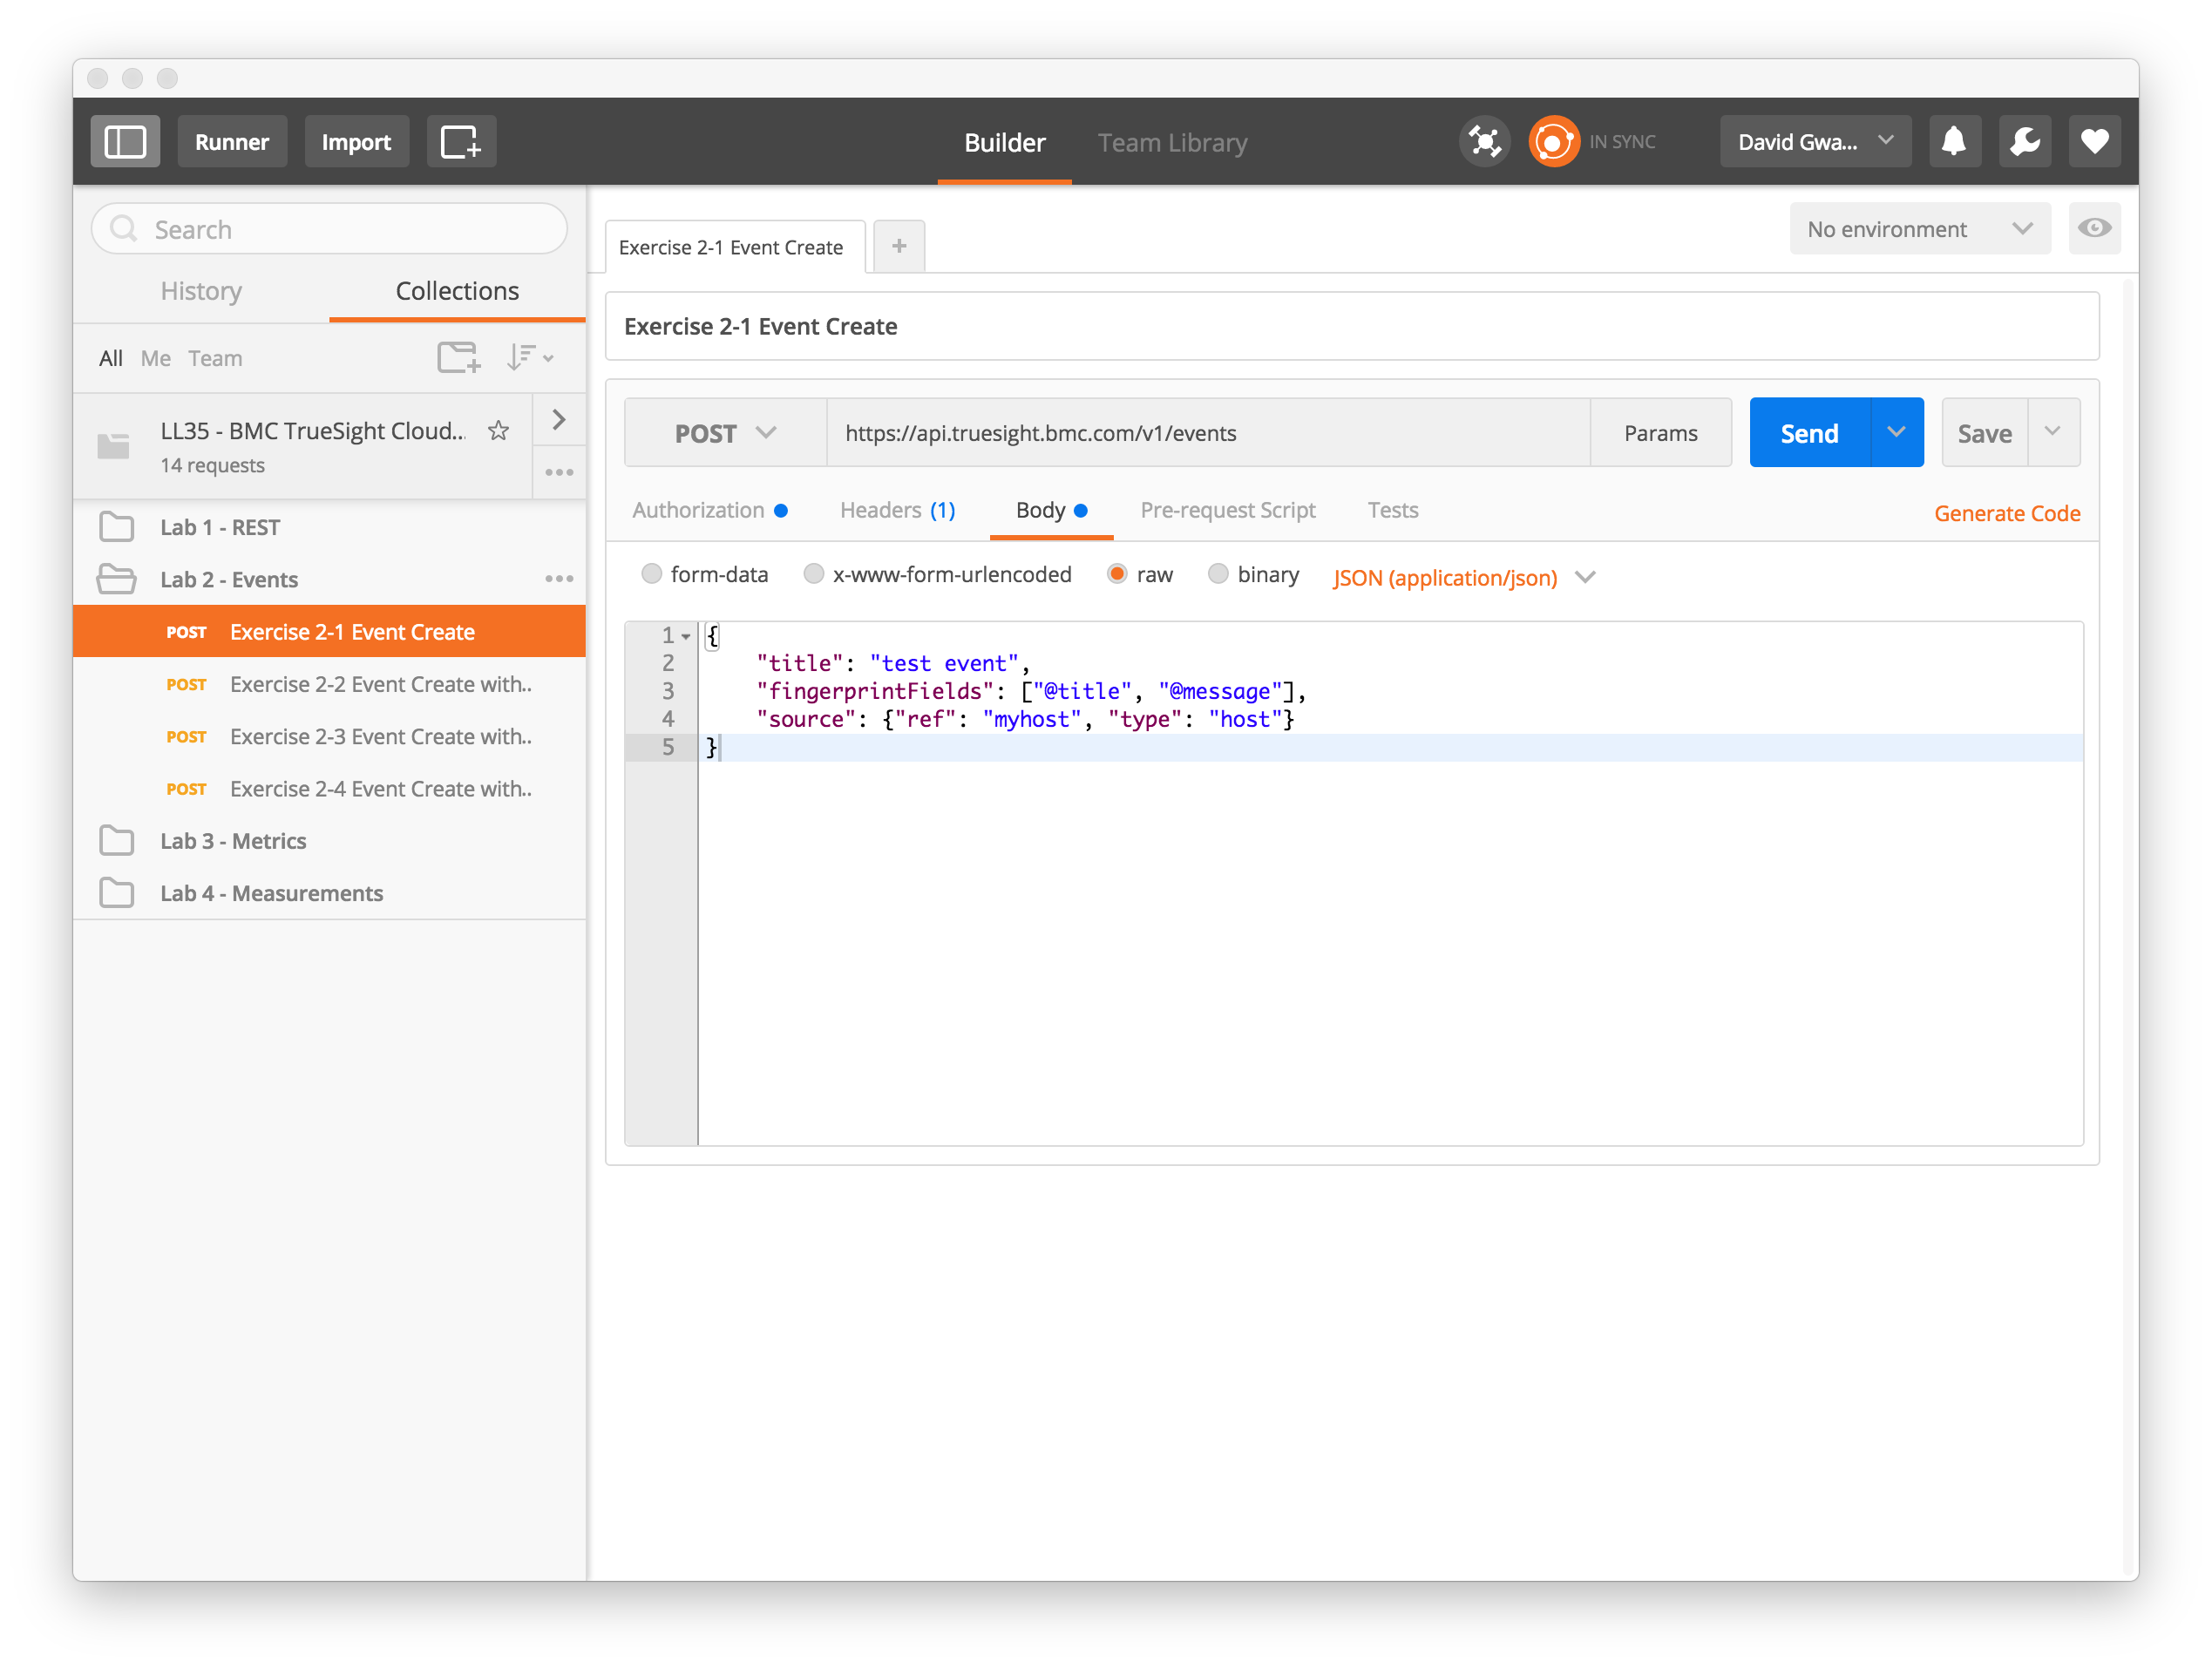 Runner Import Builder Team Library IN SYNC David Gwa...
Search
History Collections
All Me Team
LL35 - BMC TrueSight Cloud..
14 requests
Lab 1 - REST
Lab 2 - Events
POST Exercise 2-1 Event Create
POST Exercise 2-2 Event Create with..
POST Exercise 2-3 Event Create with..
POST Exercise 2-4 Event Create with..
Lab 3 - Metrics
Lab 4 - Measurements
Exercise 2-1 Event Create + No environment
Exercise 2-1 Event Create
POST https://api.truesight.bmc.com/v1/events Params Send Save
Authorization Headers (1) Body Pre-request Script Tests Generate Code
form-data x-www-form-urlencoded raw binary JSON (application/json)
1 {
2 "title": "test event",
3 "fingerprintFields": ["@title", "@message"],
4 "source": {"ref": "myhost", "type": "host"}
5 }